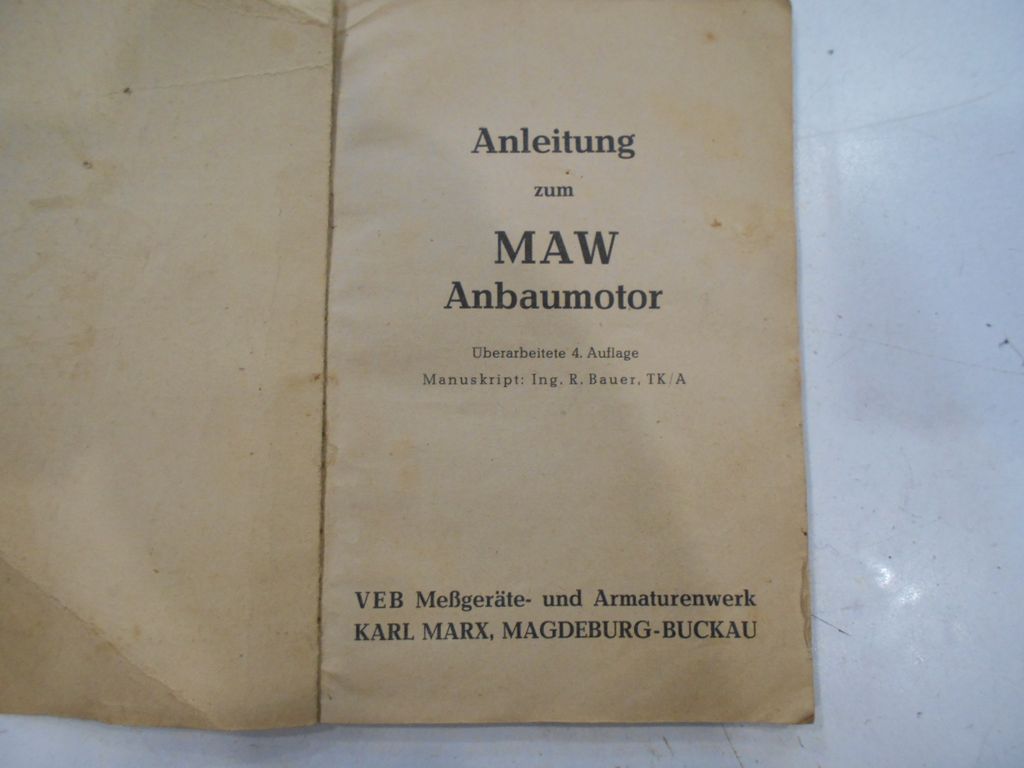 Anleitung
zum
MAW
Anbaumotor
Überarbeitete 4. Auflage
Manuskript: Ing. R. Bauer, TK/A
VEB Meßgeräte- und Armaturenwerk
KARL MARX, MAGDEBURG-BUCKAU